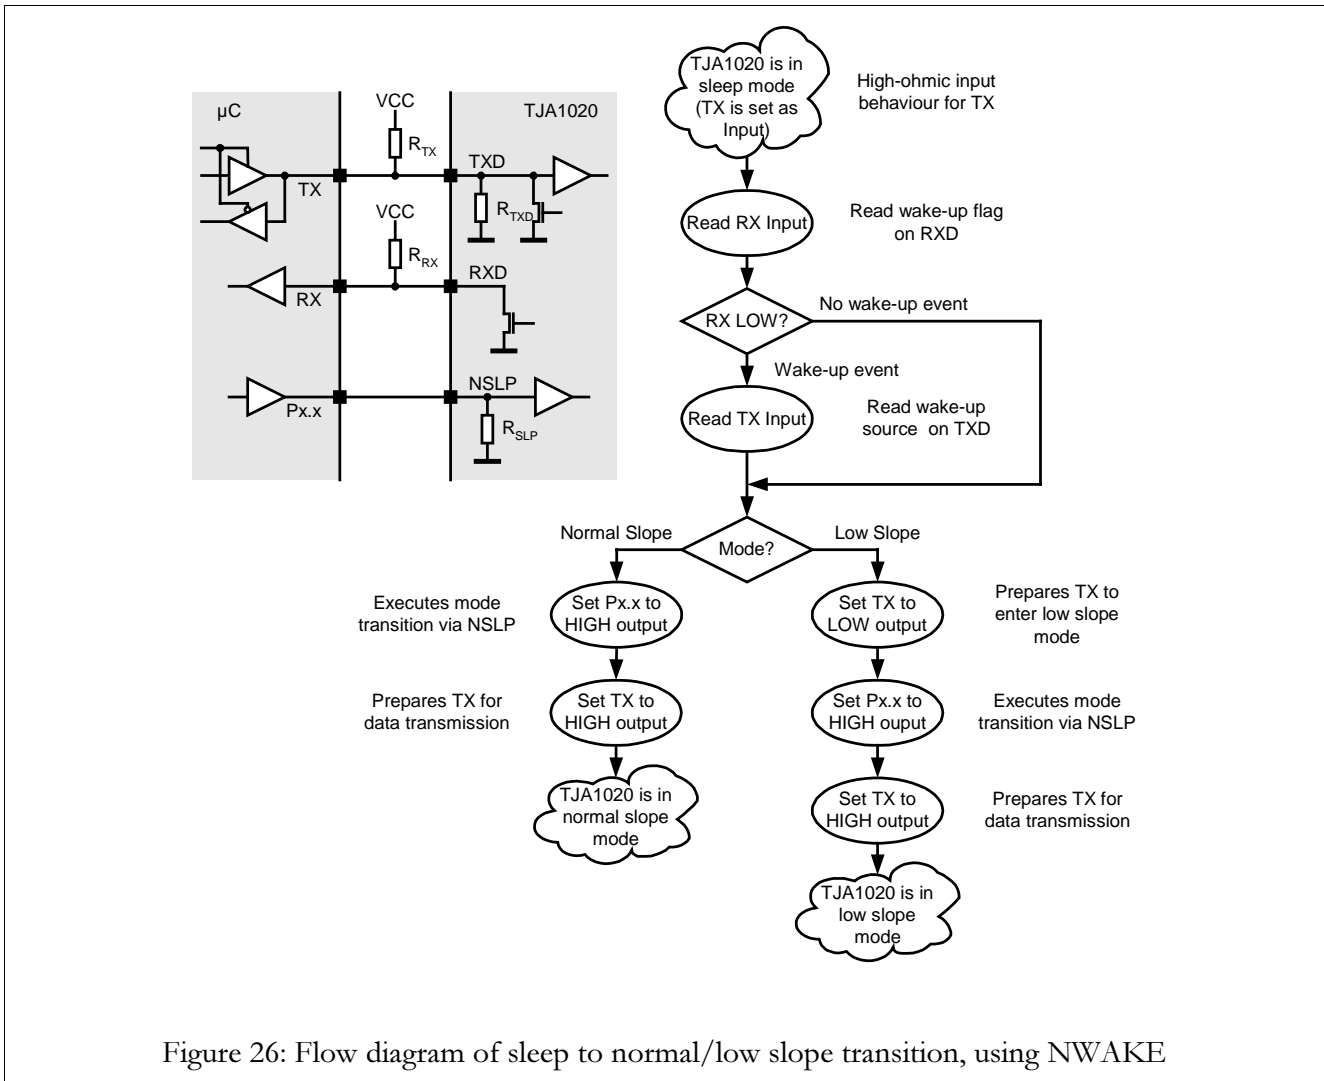 µC
VCC
TJA1020
RTX
TXD
TX
RTXD
VCC
RRX
RXD
RX
NSLP
Px.x
RSLP
TJA1020 is in
sleep mode
(TX is set as
Input)
High-ohmic input
behaviour for TX
Read RX Input
Read wake-up flag
on RXD
RX LOW?
No wake-up event
Wake-up event
Read TX Input
Read wake-up
source on TXD
Normal Slope
Mode?
Low Slope
Executes mode
transition via NSLP
Set Px.x to
HIGH output
Set TX to
LOW output
Prepares TX to
enter low slope
mode
Prepares TX for
data transmission
Set TX to
HIGH output
Set Px.x to
HIGH ouput
Executes mode
transition via NSLP
TJA1020 is in
normal slope
mode
Set TX to
HIGH output
Prepares TX for
data transmission
TJA1020 is in
low slope
mode
Figure 26: Flow diagram of sleep to normal/low slope transition, using NWAKE